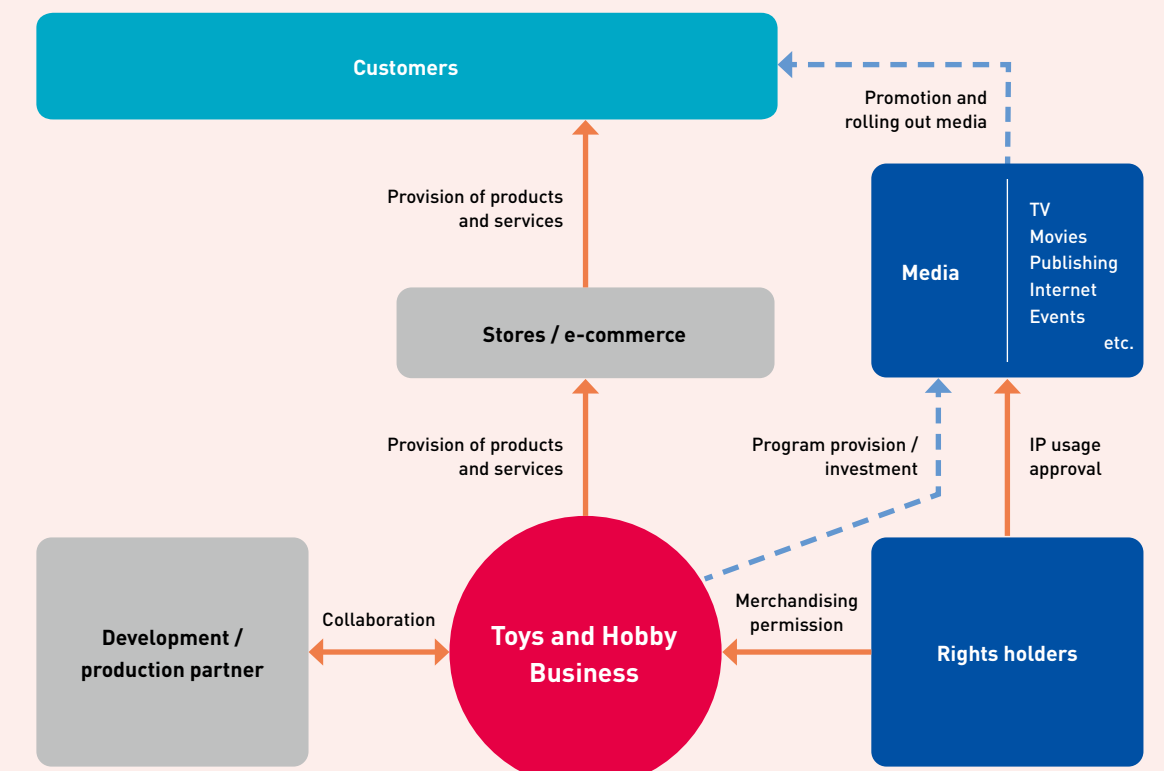 Customers
Promotion and
rolling out media
Provision of products
and services
Media
TV
Movies
Publishing
Internet
Events
etc.
Stores / e-commerce
Provision of products
and services
Program provision /
investment
IP usage
approval
Development /
production partner
Collaboration
Toys and Hobby
Business
Merchandising
permission
Rights holders